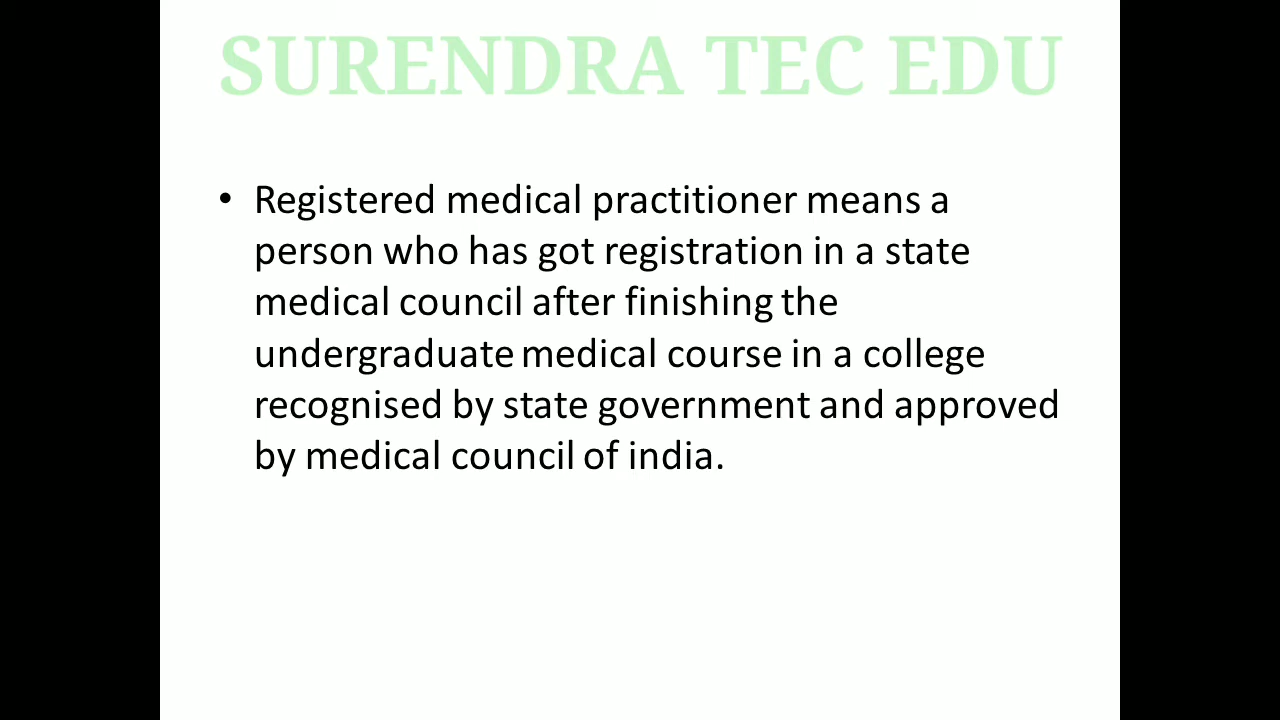 SURENDRA TEC EDU
• Registered medical practitioner means a
person who has got registration in a state
medical council after finishing the
undergraduate medical course in a college
recognised by state government and approved
by medical council of india.